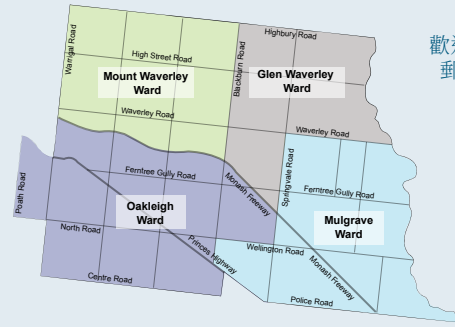 Highbury Road
歡
郵
Warrigal Road
High Street Road
Blackburn Road
Mount Waverley
Ward
Glen Waverley
Ward
Waverley Road
Waverley Road
Ferntree Gully Road
Monash Freeway
Springvale Road
Ferntree Gully Road
Poath Road
Oakleigh
Ward
Mulgrave
Ward
North Road
Princes Highway
Wellington Road
Monash Freeway
Centre Road
Police Road